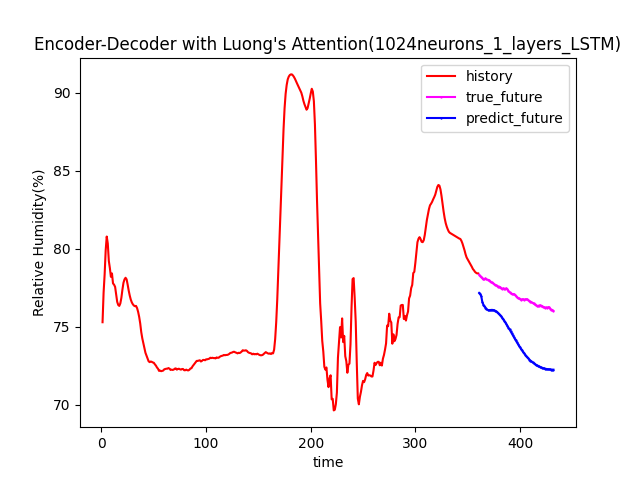 Encoder-Decoder with Luong's Attention(1024neurons_1_layers_LSTM)
history
true_future
predict_future
Relative Humidity(%)
90
85
80
75
70
0
100
200
300
400
time